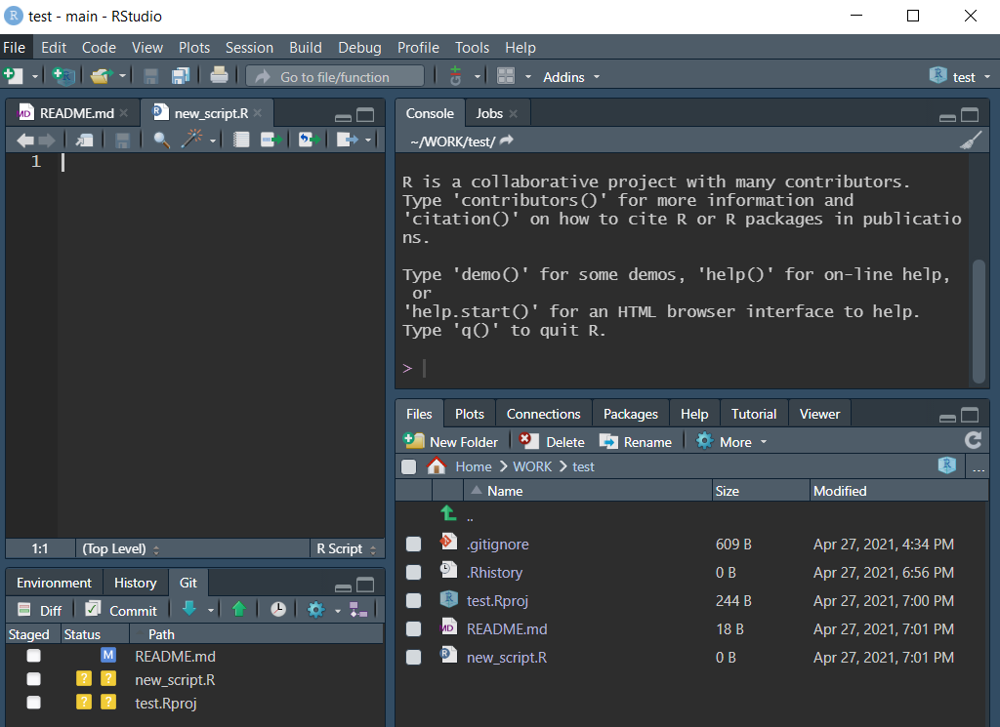 test - main - RStudio
File Edit Code View Plots Session Build Debug Profile Tools Help
Go to file/function Addins test
README.md new_script.R
1
1:1 (Top Level) R Script
Console Jobs
~/WORK/test/
R is a collaborative project with many contributors.
Type 'contributors()' for more information and
'citation()' on how to cite R or R packages in publicatio
ns.
Type 'demo()' for some demos, 'help()' for on-line help,
or
'help.start()' for an HTML browser interface to help.
Type 'q()' to quit R.
>
Environment History Git
Diff Commit
Staged Status Path
M README.md
? ? new_script.R
? ? test.Rproj
Files Plots Connections Packages Help Tutorial Viewer
New Folder Delete Rename More
Home WORK test ...
Name Size Modified
..
.gitignore 609 B Apr 27, 2021, 4:34 PM
.Rhistory 0 B Apr 27, 2021, 6:56 PM
test.Rproj 244 B Apr 27, 2021, 7:00 PM
README.md 18 B Apr 27, 2021, 7:01 PM
new_script.R 0 B Apr 27, 2021, 7:01 PM